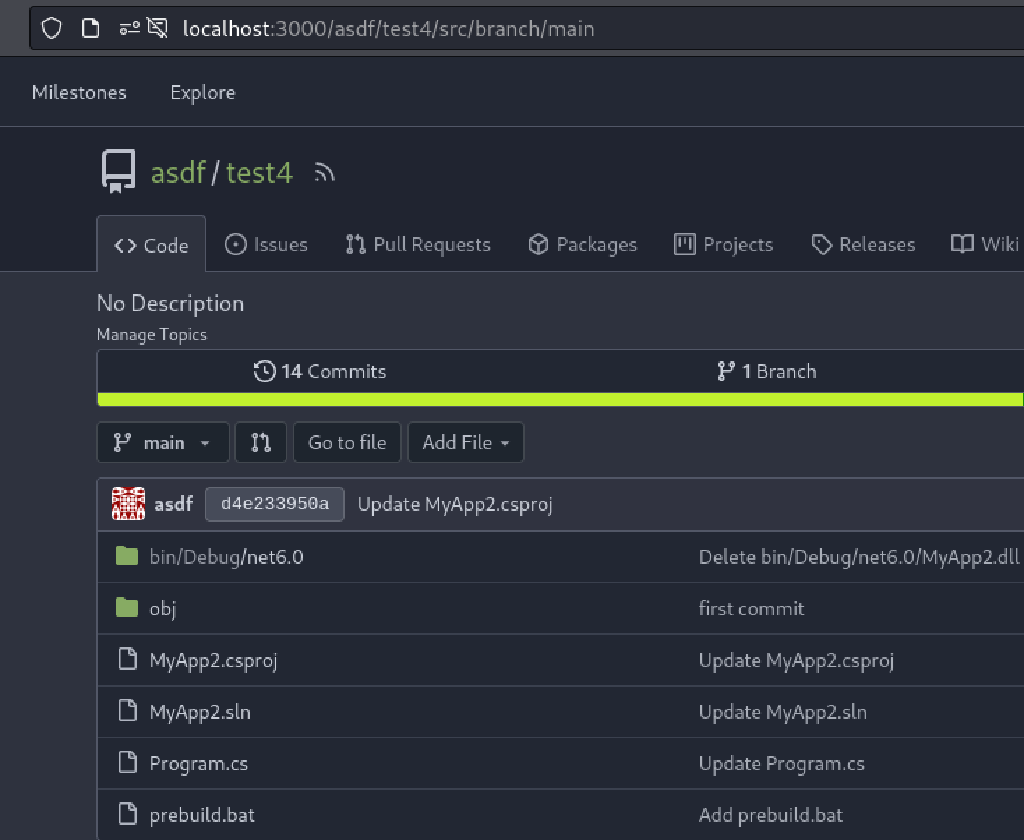 localhost:3000/asdf/test4/src/branch/main
Milestones Explore
asdf/test4
Code Issues Pull Requests Packages Projects Releases Wiki
No Description
Manage Topics
14 Commits 1 Branch
main Go to file Add File
asdf d4e233950a Update MyApp2.csproj
bin/Debug/net6.0 Delete bin/Debug/net6.0/MyApp2.dll
obj first commit
MyApp2.csproj Update MyApp2.csproj
MyApp2.sln Update MyApp2.sln
Program.cs Update Program.cs
prebuild.bat Add prebuild.bat